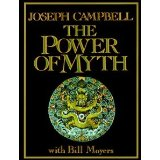 JOSEPH CAMPBELL
THE POWER
OF MYTH
with Bill Moyers